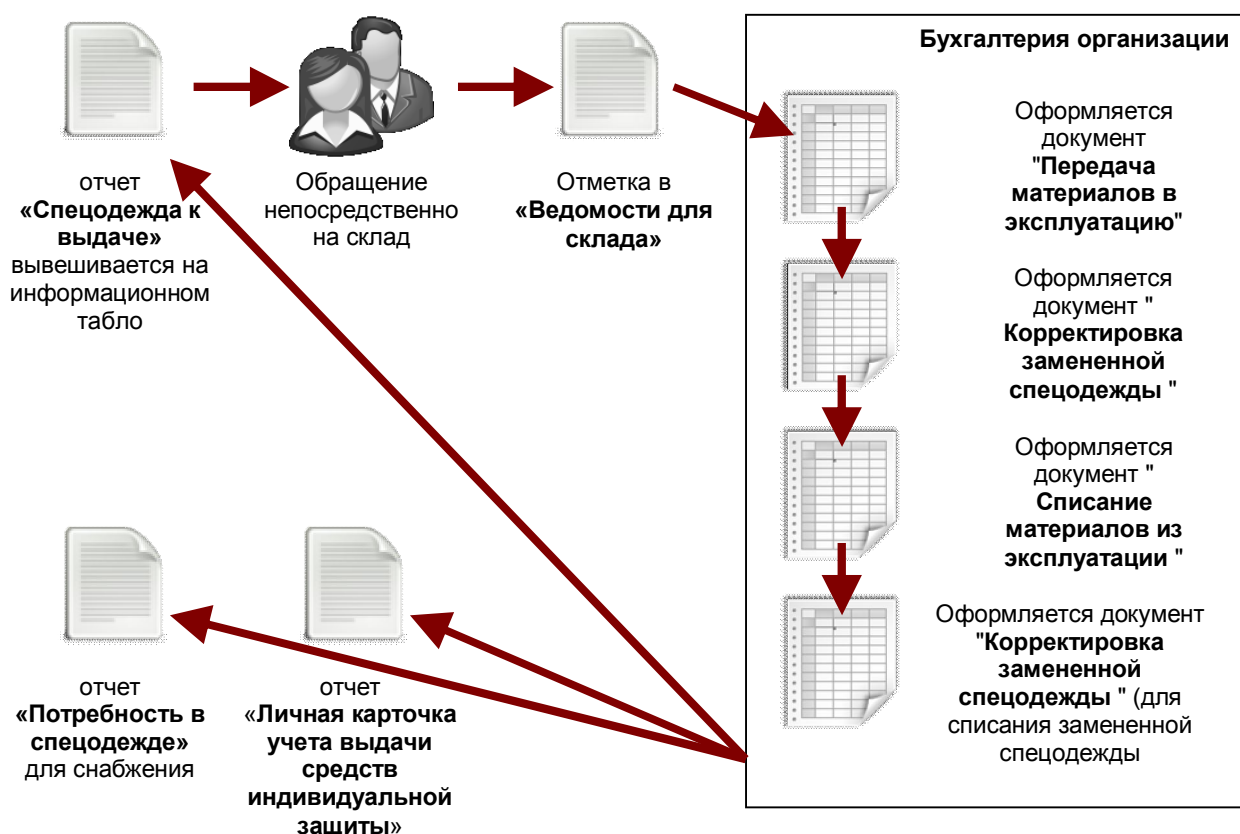 Бухгалтерия организации
отчет
«Спецодежда к
выдаче»
вывешивается на
информационном
табло
Обращение
непосредственно
на склад
Отметка в
«Ведомости для
склада»
Оформляется
документ
"Передача
материалов в
эксплуатацию"
Оформляется
документ "
Корректировка
замененной
спецодежды "
Оформляется
документ "
Списание
материалов из
эксплуатации "
Оформляется документ
"Корректировка
замененной
спецодежды " (для
списания замененной
спецодежды
отчет
«Потребность в
спецодежде»
для снабжения
отчет
«Личная карточка
учета выдачи
средств
индивидуальной
защиты»